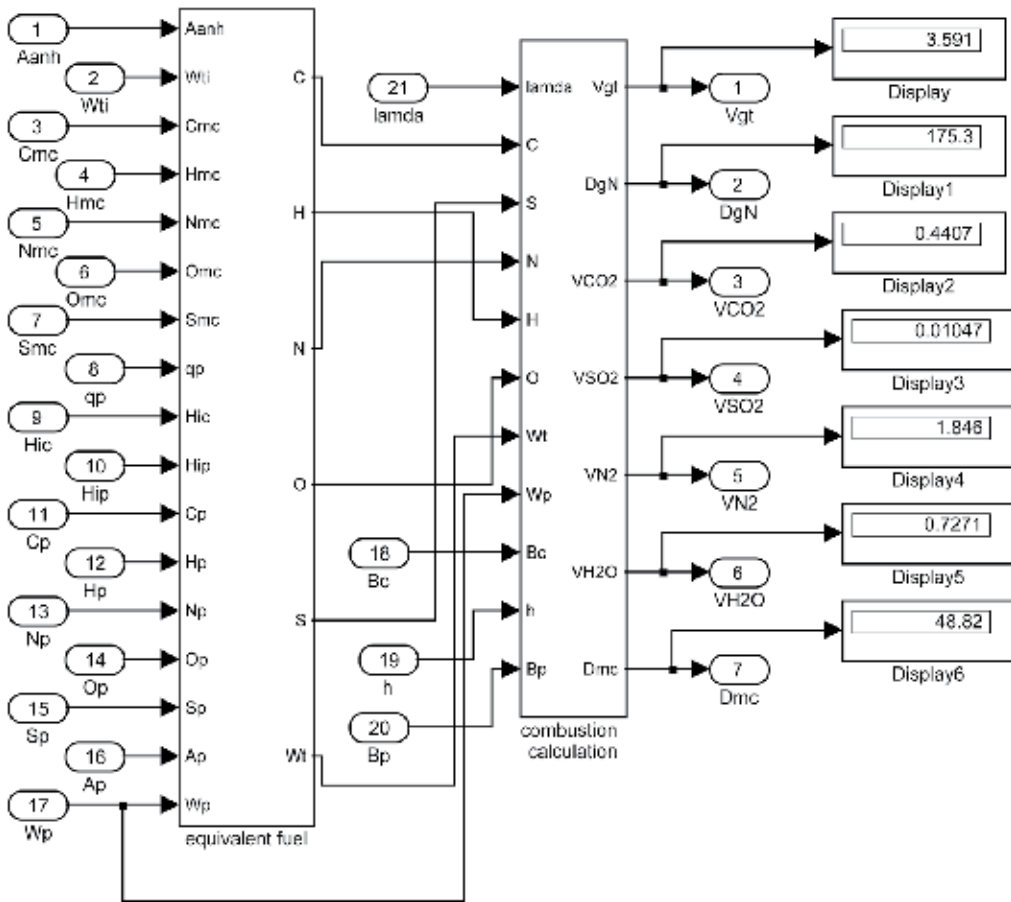 1
Aanh
2
Wti
3
Cmc
4
Hmc
5
Nmc
6
Omc
7
Smc
8
qp
9
Hic
10
Hip
11
Cp
12
Hp
13
Np
14
Op
15
Sp
16
Ap
17
Wp
Aanh
Wti
Cmc
Hmc
Nmc
Omc
Smc
qp
Hic
Hip
Cp
Hp
Np
Op
Sp
Ap
Wp
C
H
N
O
S
Wt
equivalent fuel
21
lamda
18
Bc
19
h
20
Bp
lamda
C
S
N
H
O
Wt
Wp
Bc
h
Bp
Vgt
DgN
VCO2
VSO2
VN2
VH2O
Dmc
combustion
calculation
1
Vgt
2
DgN
3
VCO2
4
VSO2
5
VN2
6
VH2O
7
Dmc
3.591
Display
175.3
Display1
0.4407
Display2
0.01047
Display3
1.846
Display4
0.7271
Display5
48.82
Display6